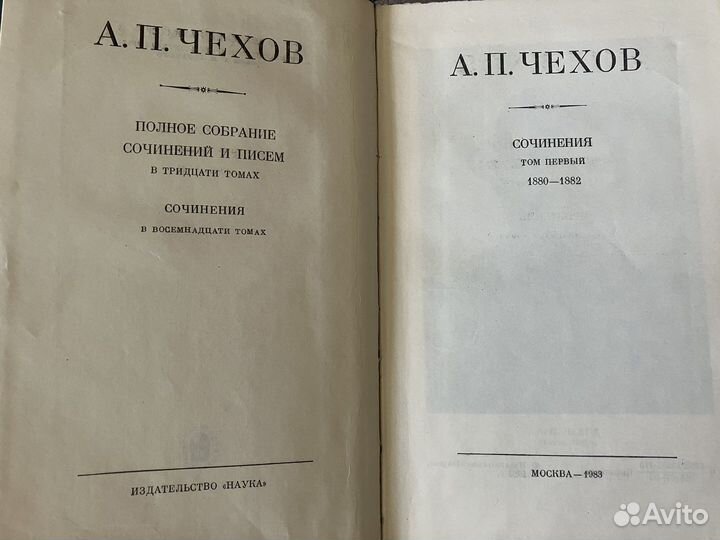 А. П. ЧЕХОВ
ПОЛНОЕ СОБРАНИЕ
СОЧИНЕНИЙ И ПИСЕМ
В ТРИДЦАТИ ТОМАХ
СОЧИНЕНИЯ
В ВОСЕМНАДЦАТИ ТОМАХ
ИЗДАТЕЛЬСТВО «НАУКА»
А. П. ЧЕХОВ
СОЧИНЕНИЯ
ТОМ ПЕРВЫЙ
1880—1882
МОСКВА—1983
Avito